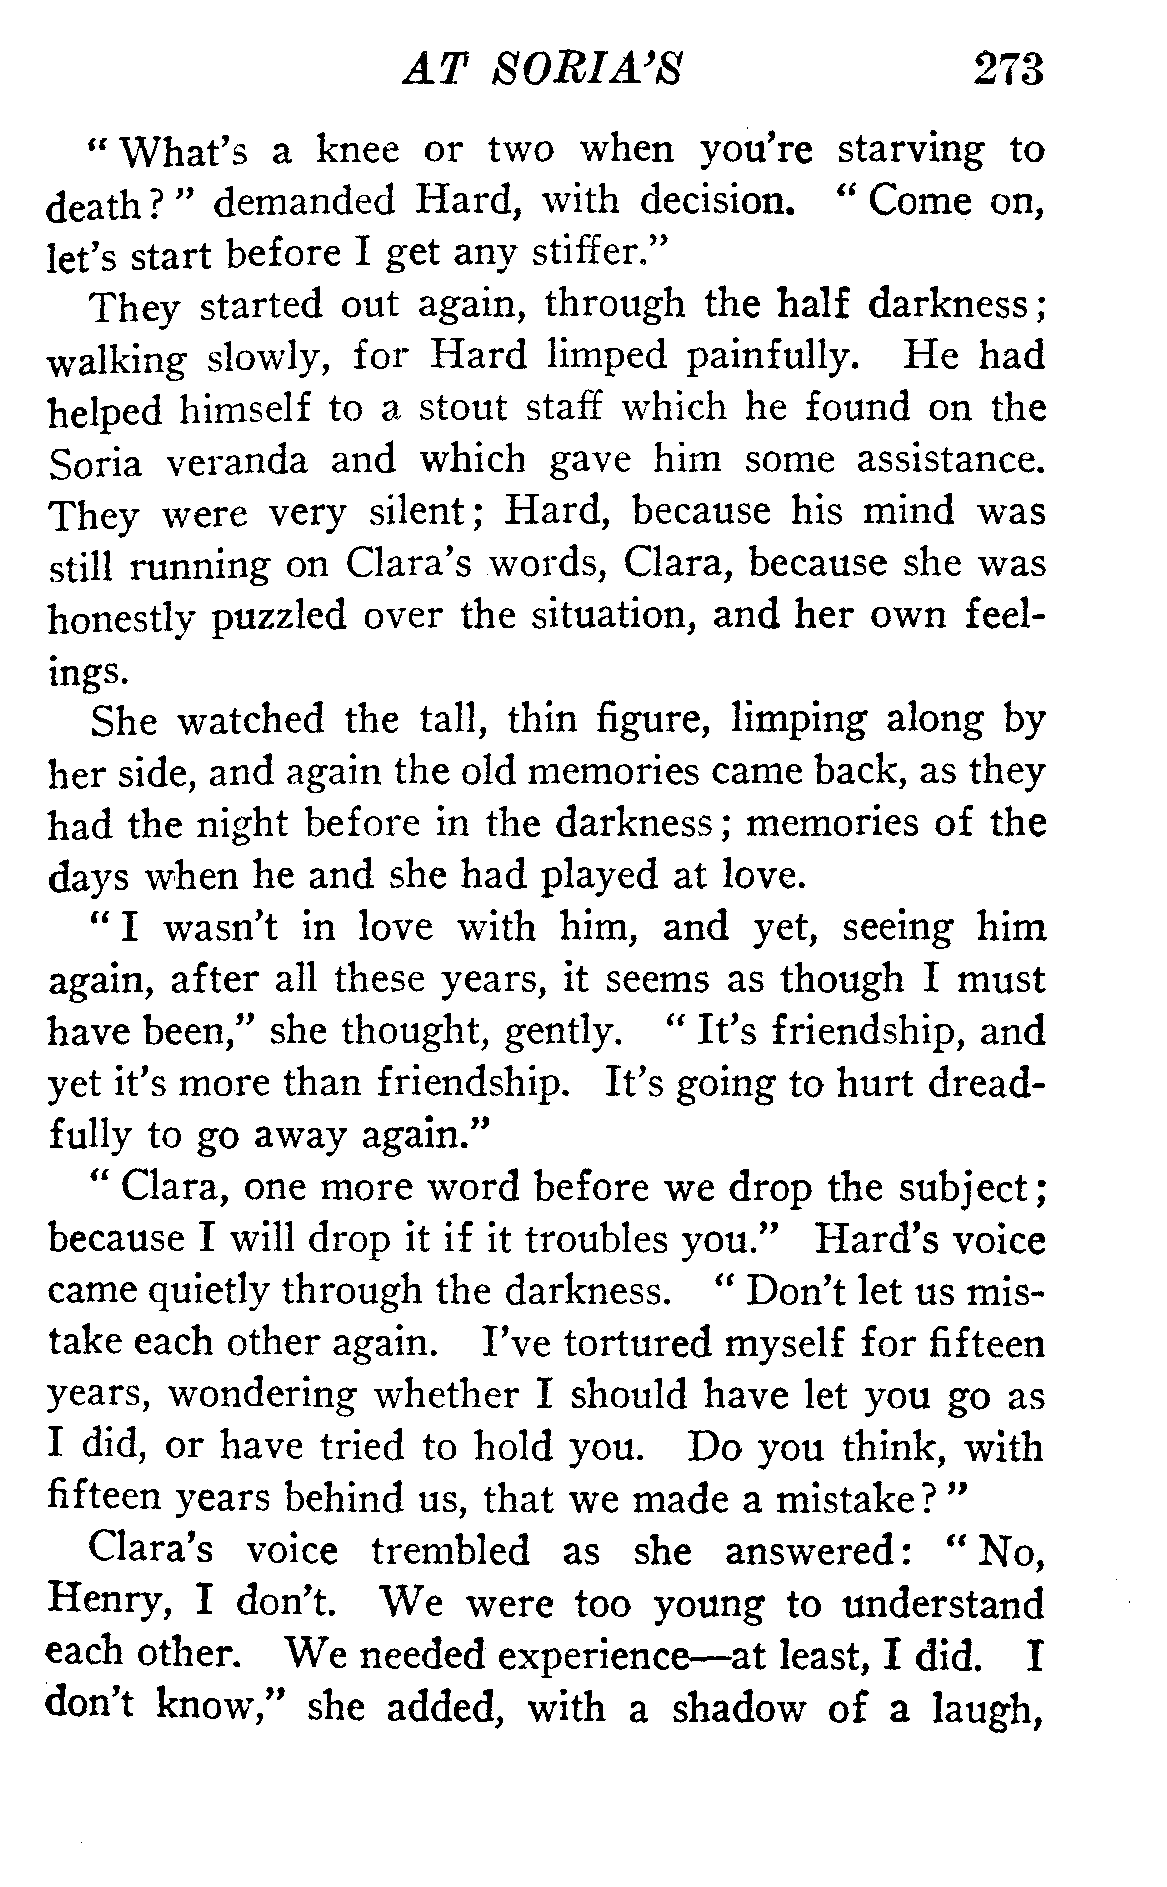 AT SORIA'S 273
" What's a knee or two when you're starving to
death? " demanded Hard, with decision. " Come on,
let's start before I get any stiffer."
They started out again, through the half darkness;
walking slowly, for Hard limped painfully. He had
helped himself to a stout staff which he found on the
Soria veranda and which gave him some assistance.
They were very silent; Hard, because his mind was
still running on Clara's words, Clara, because she was
honestly puzzled over the situation, and her own feel-
ings.
She watched the tall, thin figure, limping along by
her side, and again the old memories came back, as they
had the night before in the darkness; memories of the
days when he and she had played at love.
" I wasn't in love with him, and yet, seeing him
again, after all these years, it seems as though I must
have been," she thought, gently. " It's friendship, and
yet it's more than friendship. It's going to hurt dread-
fully to go away again."
" Clara, one more word before we drop the subject;
because I will drop it if it troubles you." Hard's voice
came quietly through the darkness. " Don't let us mis-
take each other again. I've tortured myself for fifteen
years, wondering whether I should have let you go as
I did, or have tried to hold you. Do you think, with
fifteen years behind us, that we made a mistake? "
Clara's voice trembled as she answered: " No,
Henry, I don't. We were too young to understand
each other. We needed experience—at least, I did. I
don't know," she added, with a shadow of a laugh,